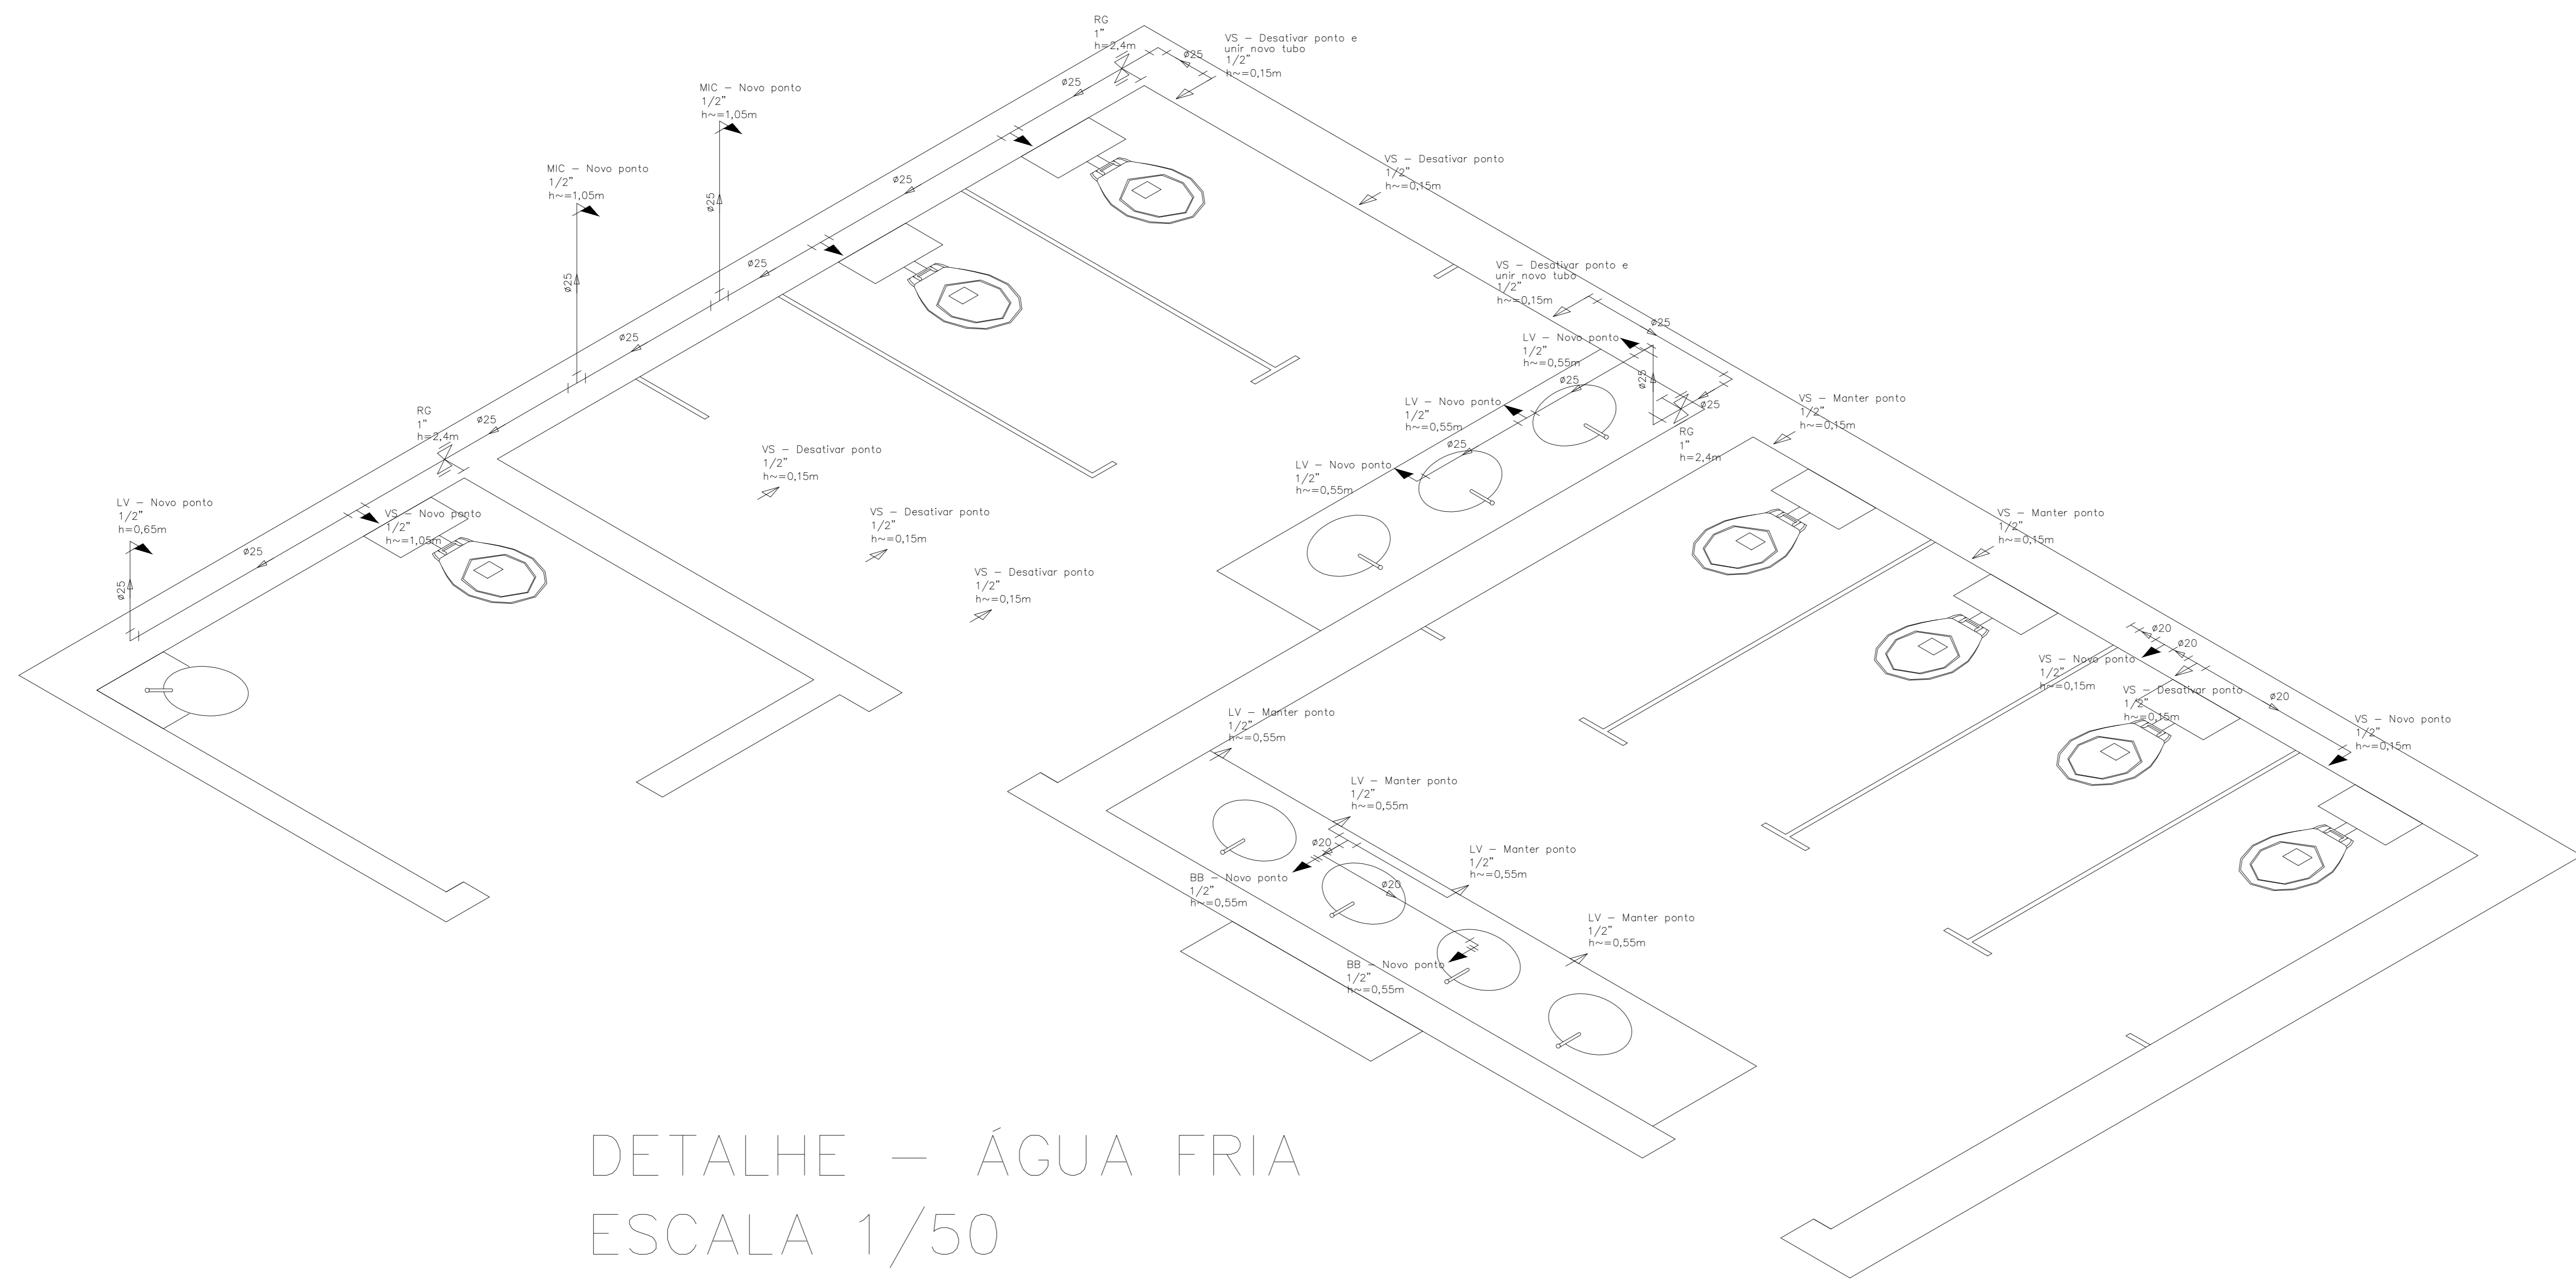 RG
1"
h=2,4m
VS – Desativar ponto e
unir novo tubo
1/2"
h~=0,15m
ø25
ø25
MIC – Novo ponto
1/2"
h~=1,05m
MIC – Novo ponto
1/2"
h~=1,05m
ø25
ø25
VS – Desativar ponto
1/2"
h~=0,15m
ø25
ø25
ø25
VS – Desativar ponto e
unir novo tubo
1/2"
h~=0,15m
ø25
LV – Novo ponto
1/2"
h~=0,55m
ø25
ø25
ø25
LV – Novo ponto
1/2"
h~=0,55m
ø25
RG
1"
h=2,4m
VS – Manter ponto
1/2"
h~=0,15m
RG
1"
h=2,4m
ø25
LV – Novo ponto
1/2"
h~=0,55m
VS – Desativar ponto
1/2"
h~=0,15m
LV – Novo ponto
1/2"
h=0,65m
VS – Novo ponto
1/2"
h~=1,05m
ø25
ø25
VS – Desativar ponto
1/2"
h~=0,15m
VS – Desativar ponto
1/2"
h~=0,15m
VS – Manter ponto
1/2"
h~=0,15m
ø20
ø20
VS – Novo ponto
1/2"
h~=0,15m
VS – Desativar ponto
1/2"
h~=0,15m
ø20
VS – Novo ponto
1/2"
h~=0,15m
LV – Manter ponto
1/2"
h~=0,55m
LV – Manter ponto
1/2"
h~=0,55m
ø20
BB – Novo ponto
1/2"
h~=0,55m
LV – Manter ponto
1/2"
h~=0,55m
ø20
LV – Manter ponto
1/2"
h~=0,55m
BB – Novo ponto
1/2"
h~=0,55m
DETALHE – ÁGUA FRIA
ESCALA 1/50